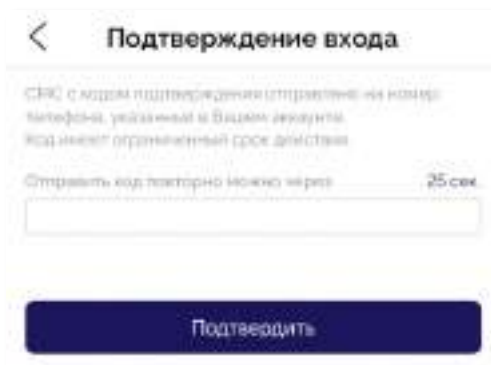 Подтверждение входа
СМС с кодом подтверждения отправлено на номер
телефона, указанный в Вашем аккаунте.
Код имеет ограниченный срок действия.
Отправить код повторно можно через 25 сек
Подтвердить